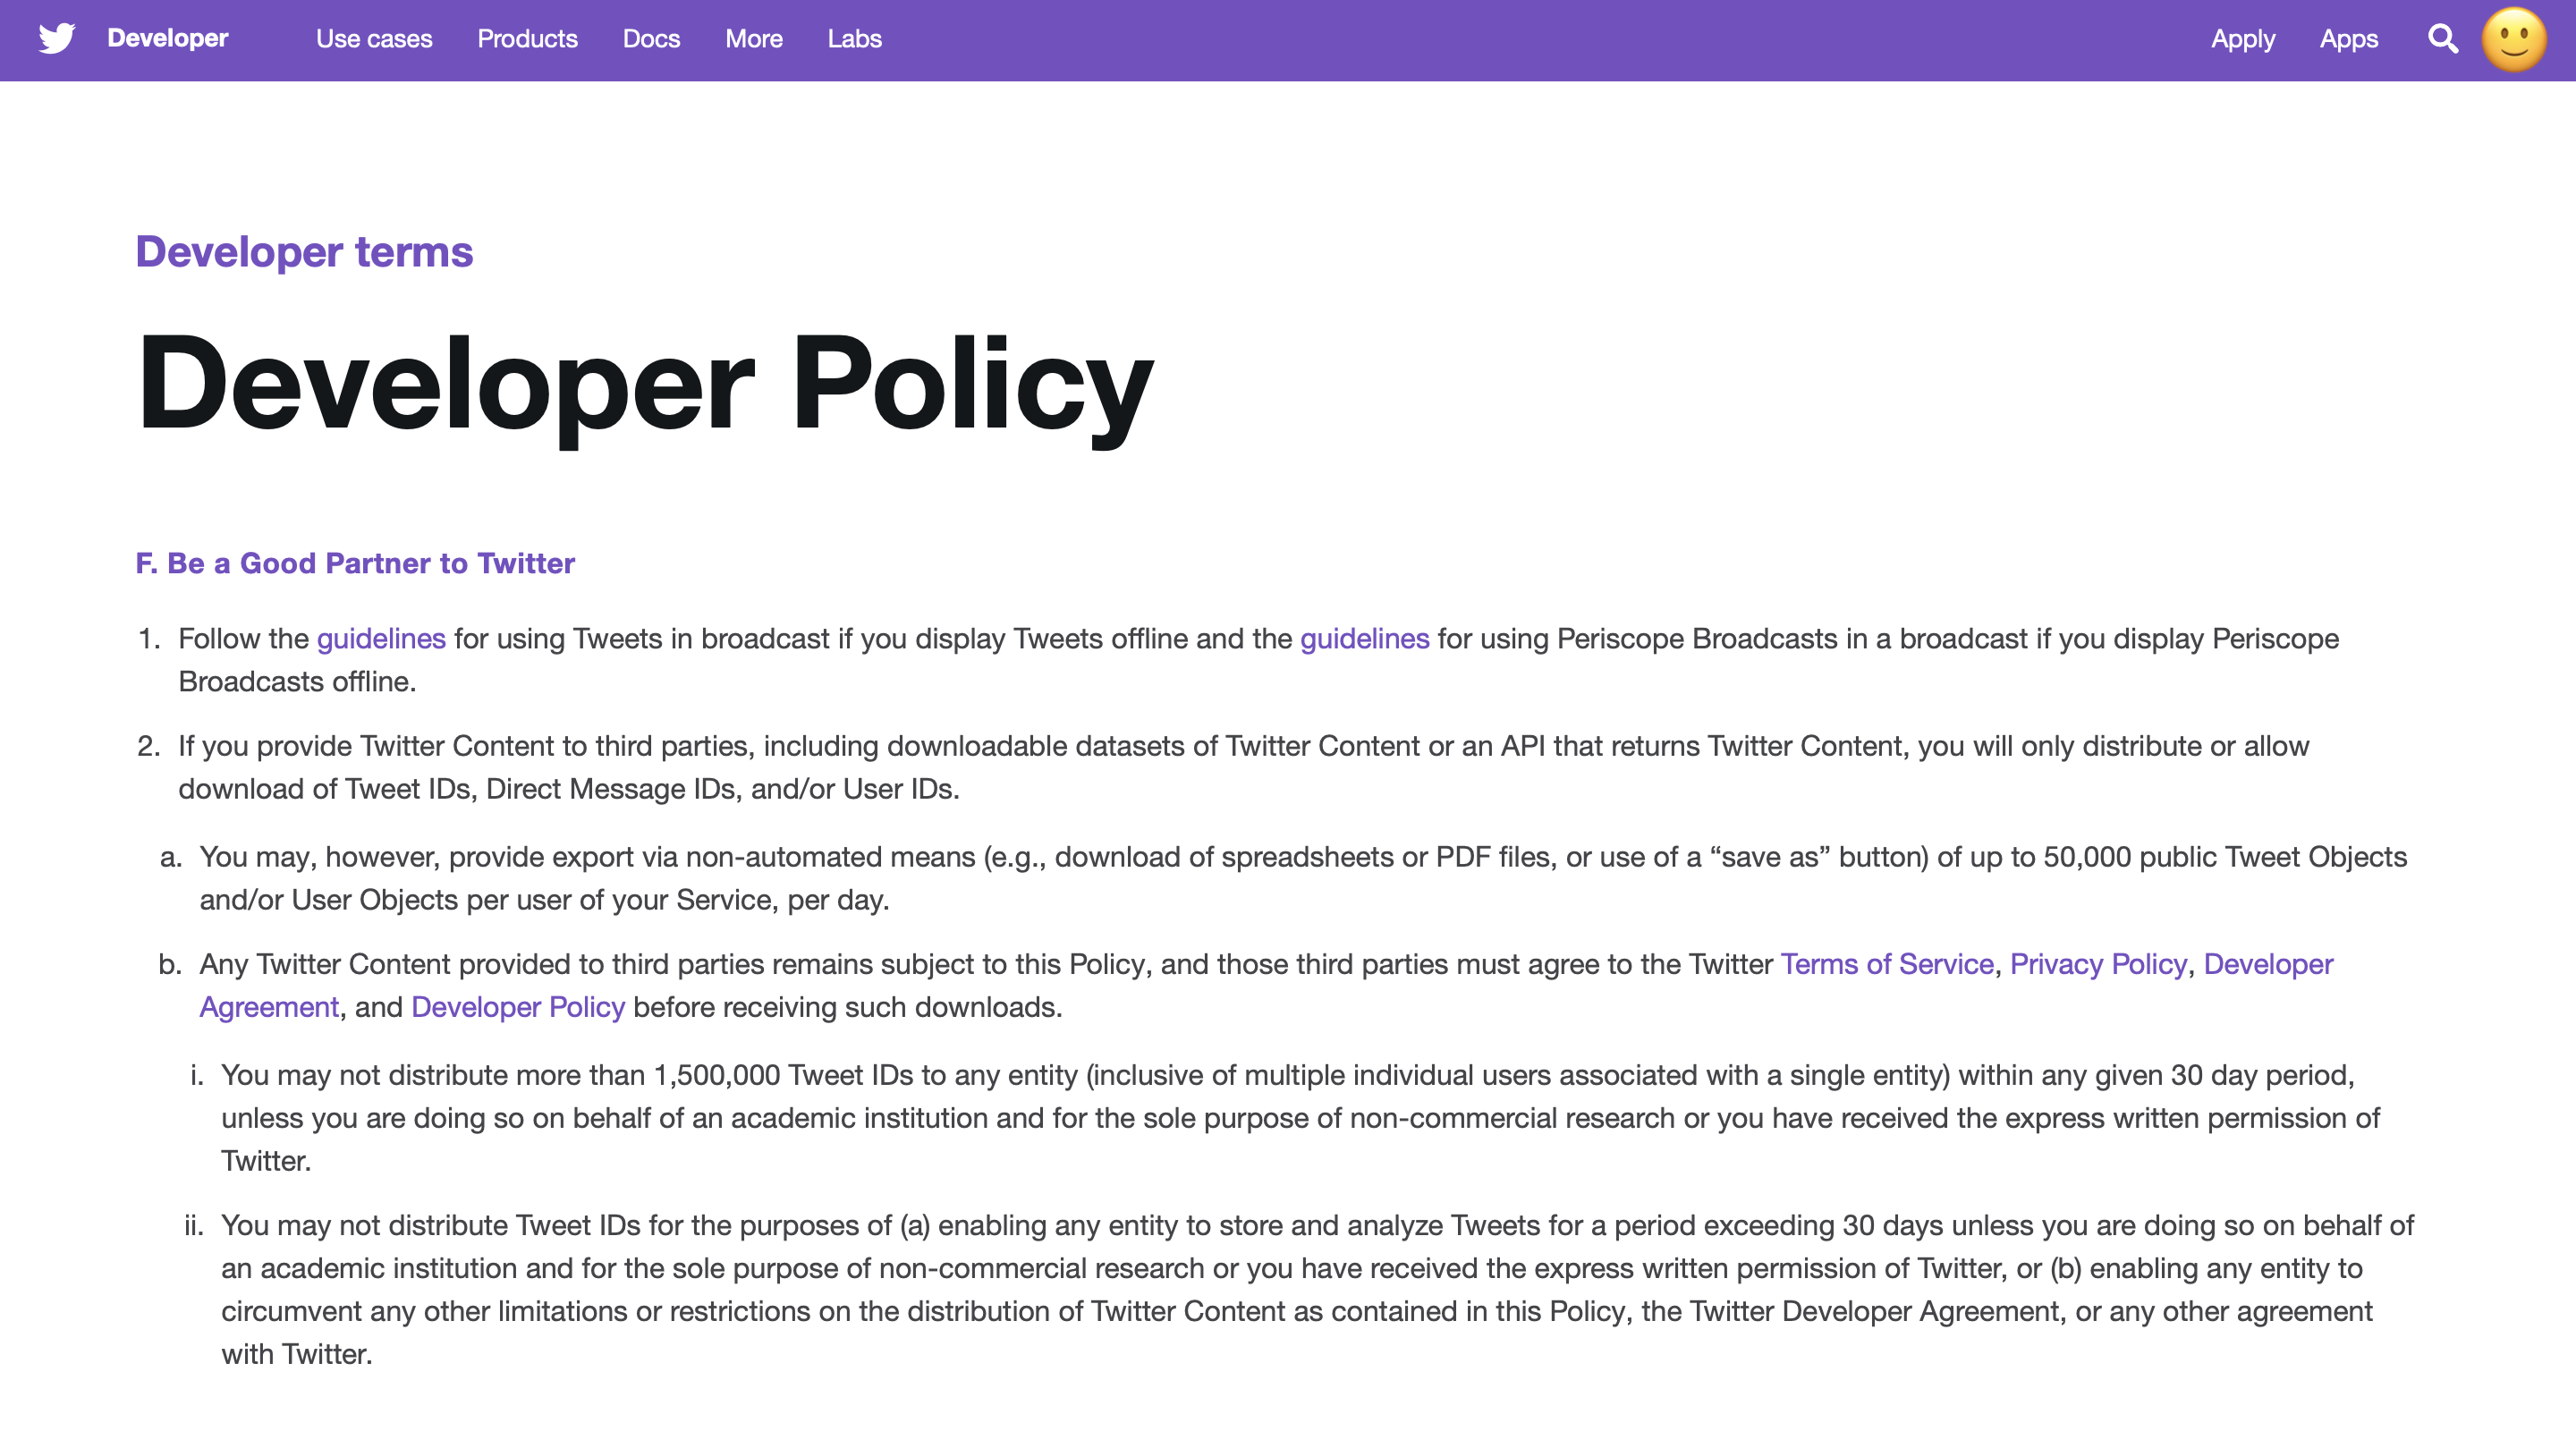 Developer Use cases Products Docs More Labs Apply Apps
Developer terms
Developer Policy
F. Be a Good Partner to Twitter
1. Follow the guidelines for using Tweets in broadcast if you display Tweets offline and the guidelines for using Periscope Broadcasts in a broadcast if you display Periscope
Broadcasts offline.
2. If you provide Twitter Content to third parties, including downloadable datasets of Twitter Content or an API that returns Twitter Content, you will only distribute or allow
download of Tweet IDs, Direct Message IDs, and/or User IDs.
a. You may, however, provide export via non-automated means (e.g., download of spreadsheets or PDF files, or use of a “save as” button) of up to 50,000 public Tweet Objects
and/or User Objects per user of your Service, per day.
b. Any Twitter Content provided to third parties remains subject to this Policy, and those third parties must agree to the Twitter Terms of Service, Privacy Policy, Developer
Agreement, and Developer Policy before receiving such downloads.
i. You may not distribute more than 1,500,000 Tweet IDs to any entity (inclusive of multiple individual users associated with a single entity) within any given 30 day period,
unless you are doing so on behalf of an academic institution and for the sole purpose of non-commercial research or you have received the express written permission of
Twitter.
ii. You may not distribute Tweet IDs for the purposes of (a) enabling any entity to store and analyze Tweets for a period exceeding 30 days unless you are doing so on behalf of
an academic institution and for the sole purpose of non-commercial research or you have received the express written permission of Twitter, or (b) enabling any entity to
circumvent any other limitations or restrictions on the distribution of Twitter Content as contained in this Policy, the Twitter Developer Agreement, or any other agreement
with Twitter.